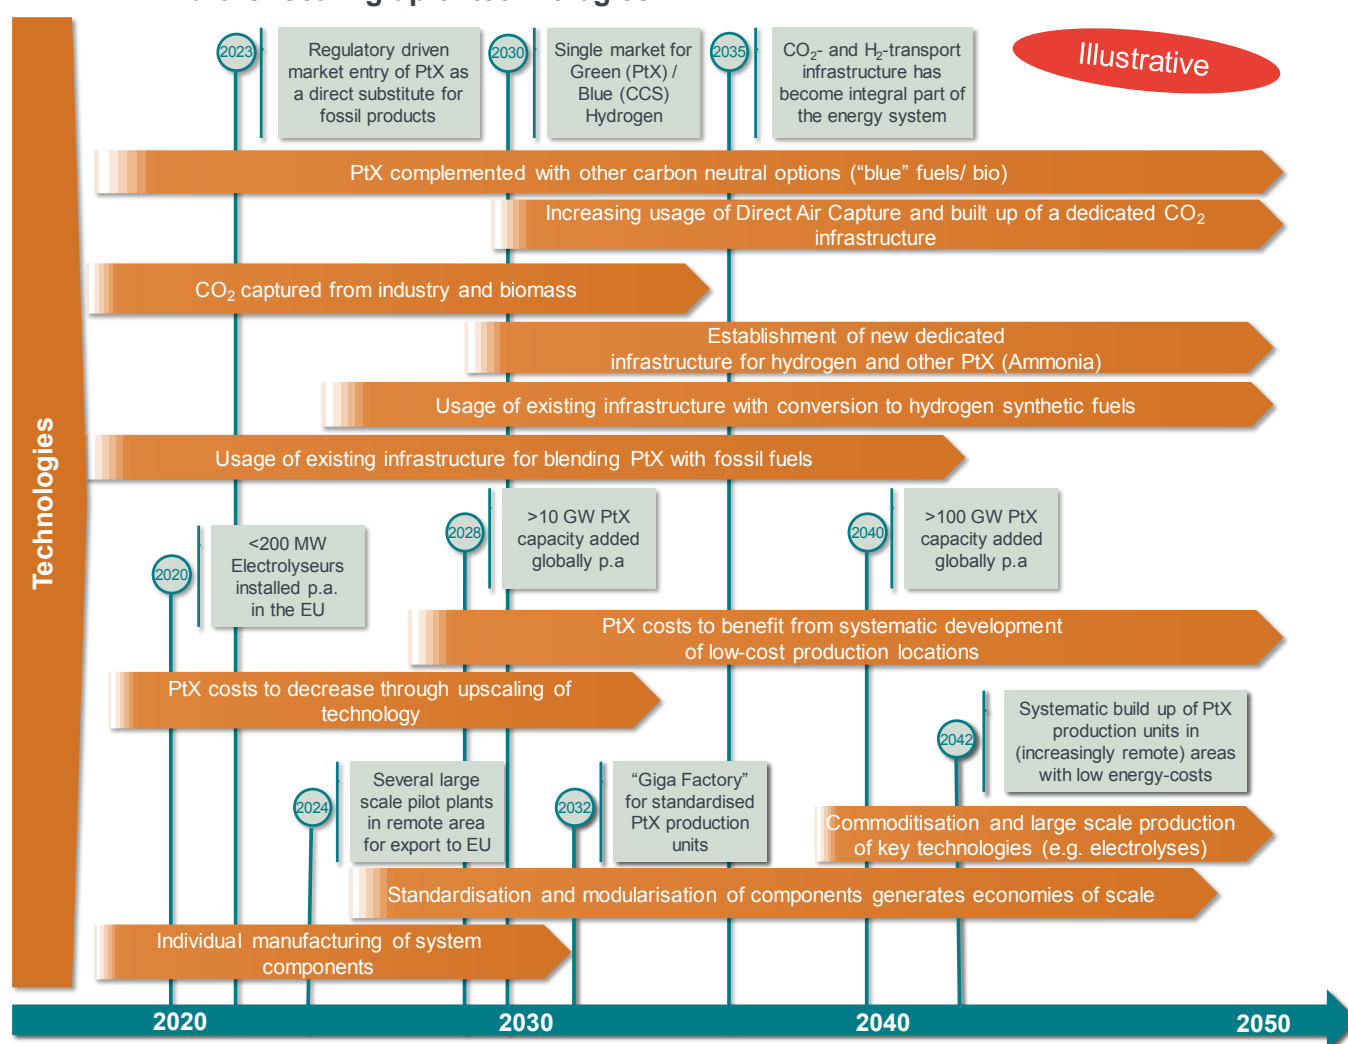 2023
Regulatory driven
market entry of PtX as
a direct substitute for
fossil products
2030
Single market for
Green (PtX) /
Blue (CCS)
Hydrogen
2035
CO₂- and H₂-transport
infrastructure has
become integral part of
the energy system
Illustrative
PtX complemented with other carbon neutral options (“blue” fuels/ bio)
Increasing usage of Direct Air Capture and built up of a dedicated CO₂
infrastructure
CO₂ captured from industry and biomass
Establishment of new dedicated
infrastructure for hydrogen and other PtX (Ammonia)
Usage of existing infrastructure with conversion to hydrogen synthetic fuels
Usage of existing infrastructure for blending PtX with fossil fuels
Technologies
2020
<200 MW
Electrolyseurs
installed p.a.
in the EU
2028
>10 GW PtX
capacity added
globally p.a
2040
>100 GW PtX
capacity added
globally p.a
PtX costs to benefit from systematic development
of low-cost production locations
PtX costs to decrease through upscaling of
technology
2042
Systematic build up of PtX
production units in
(increasingly remote) areas
with low energy-costs
2024
Several large
scale pilot plants
in remote area
for export to EU
2032
“Giga Factory”
for standardised
PtX production
units
Commoditisation and large scale production
of key technologies (e.g. electrolyses)
Standardisation and modularisation of components generates economies of scale
Individual manufacturing of system
components
2020
2030
2040
2050